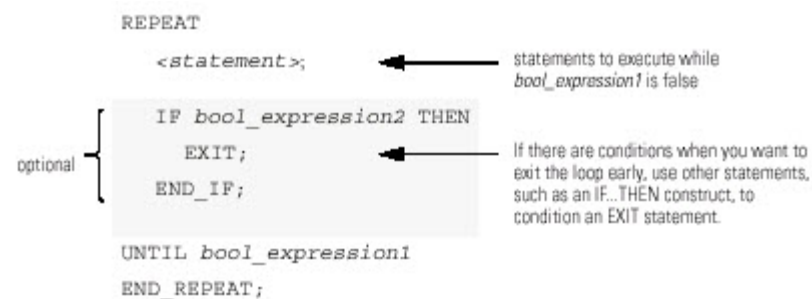 REPEAT
<statement>;
statements to execute while
bool_expression1 is false
optional
IF bool_expression2 THEN
EXIT;
END_IF;
If there are conditions when you want to
exit the loop early, use other statements,
such as an IF...THEN construct, to
condition an EXIT statement.
UNTIL bool_expression1
END_REPEAT;